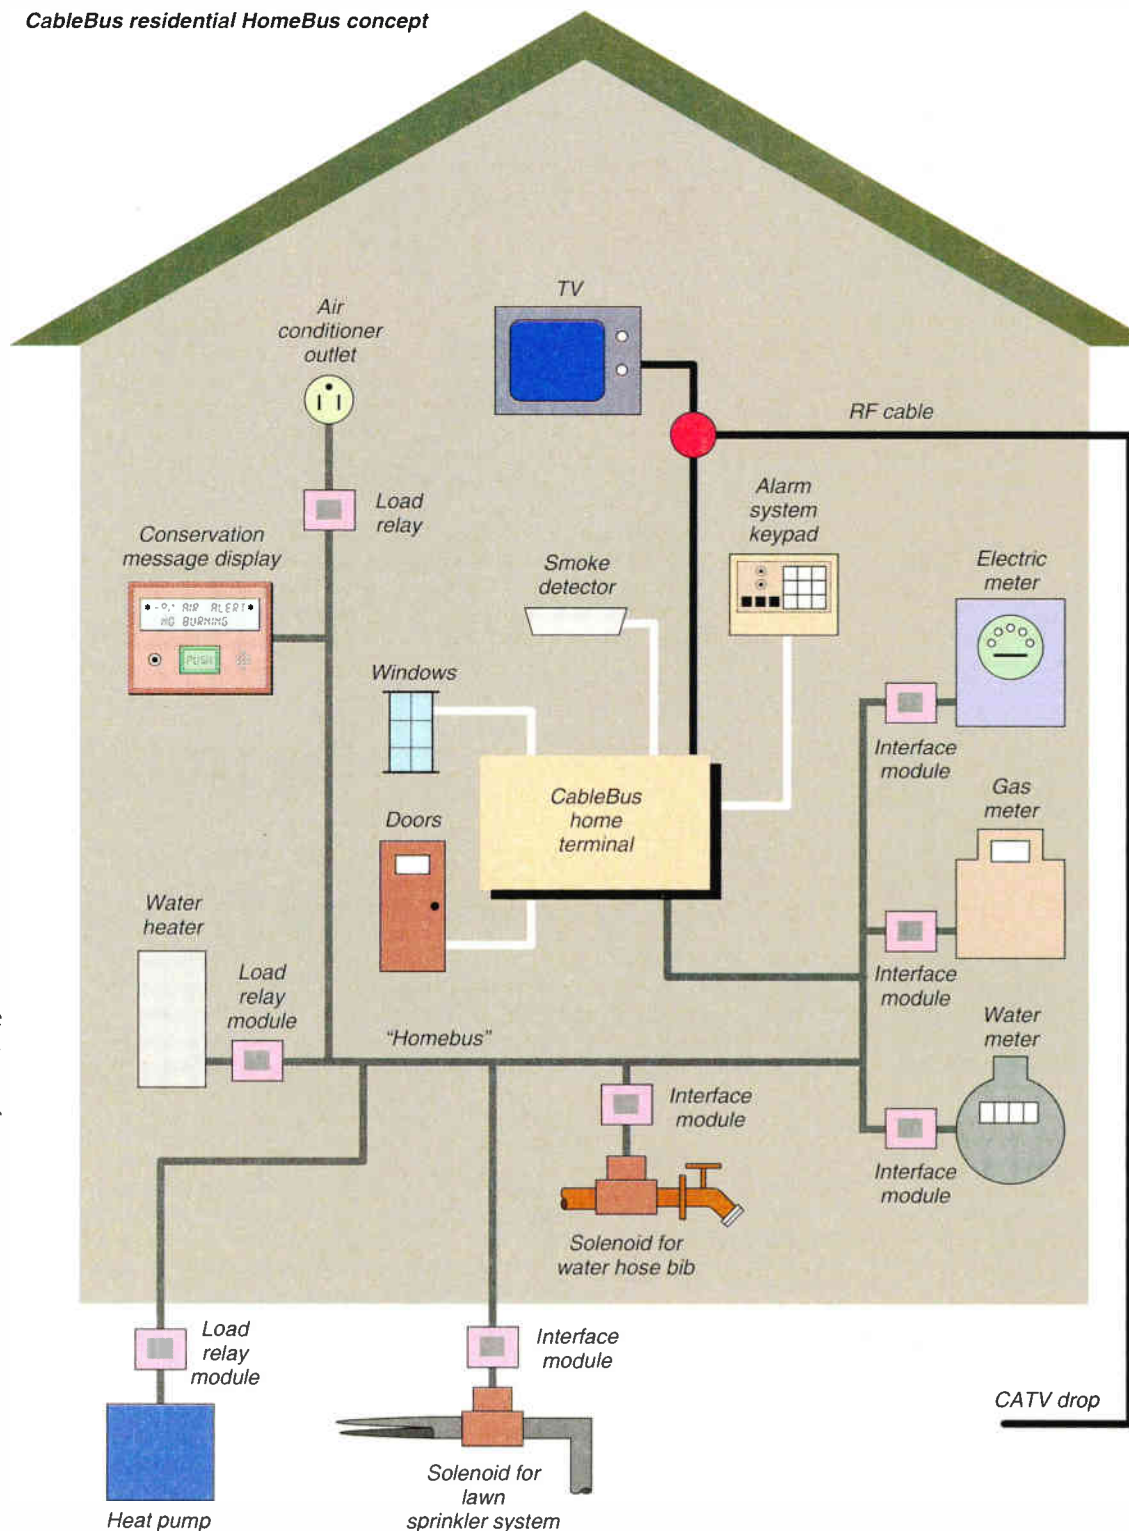 CableBus residential HomeBus concept
TV
Air
conditioner
outlet
RF cable
Load
relay
Alarm
system
keypad
Conservation
message display
AIR ALERT
NO BURNING
PUSH
Smoke
detector
Electric
meter
Windows
Interface
module
CableBus
home
terminal
Gas
meter
Doors
Water
heater
Load
relay
module
Interface
module
"Homebus"
Water
meter
Interface
module
Interface
module
Solenoid for
water hose bib
Load
relay
module
Interface
module
CATV drop
Solenoid for
lawn
sprinkler system
Heat pump